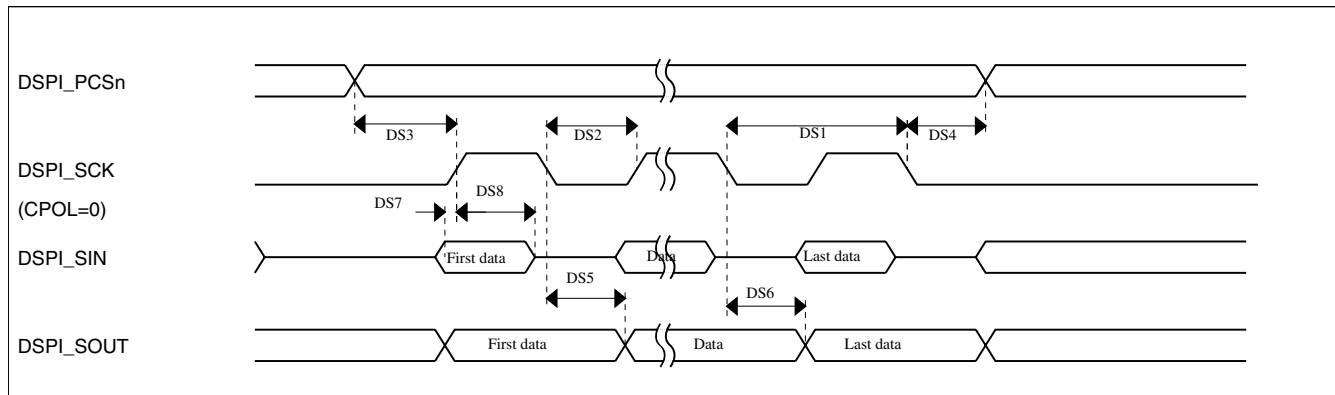 DSPI_PCSn
DS3
DS2
DS1
DS4
DSPI_SCK
(CPOL=0)
DS7
DS8
DSPI_SIN
First data
Data
Last data
DS5
DS6
DSPI_SOUT
First data
Data
Last data